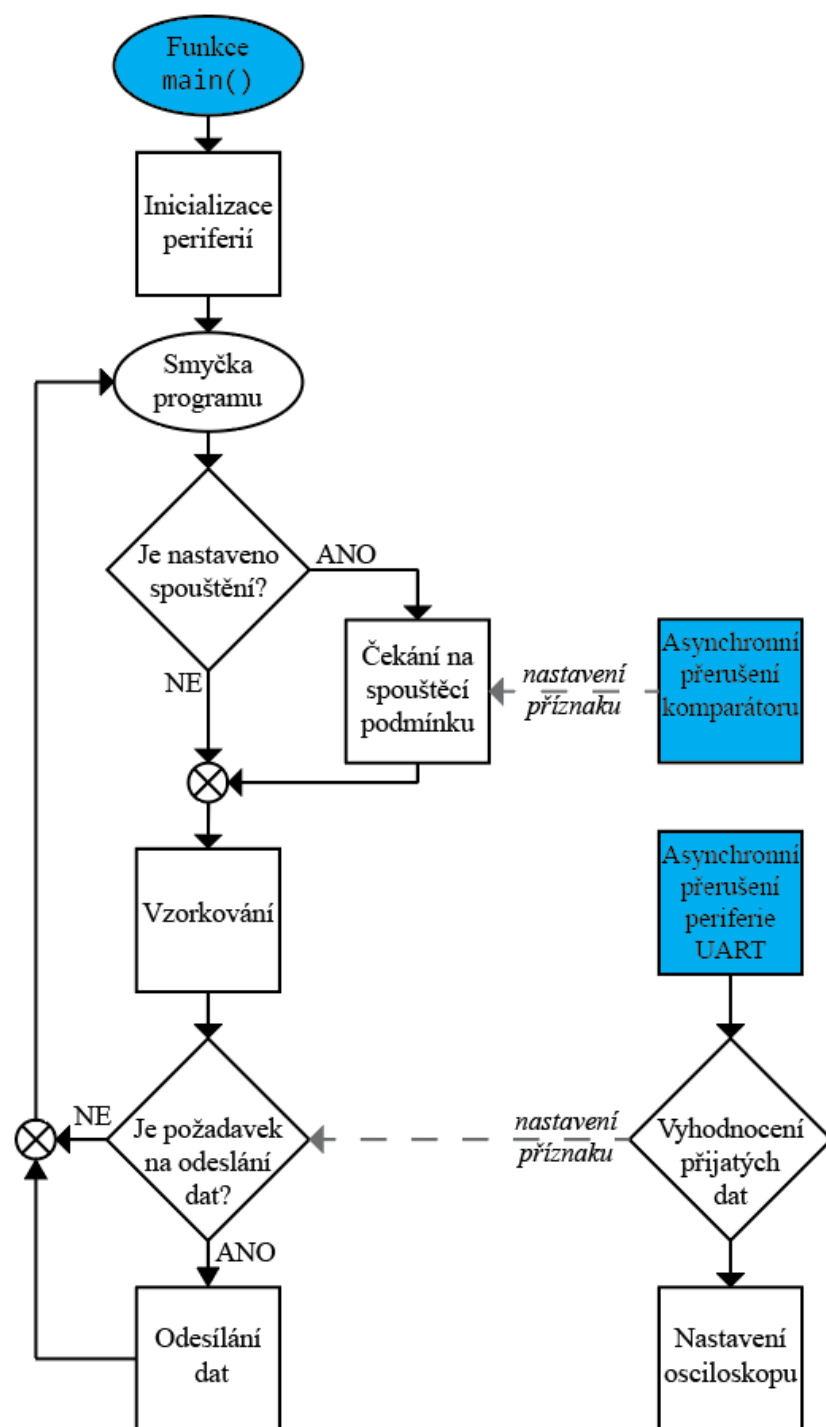 Funkce
main()
Inicializace
periferií
Smyčka
programu
Je nastaveno
spouštění?
ANO
NE
Čekání na
spouštěcí
podmínku
nastavení
příznaku
Asynchronní
přerušení
komparátoru
Vzorkování
Asynchronní
přerušení
periferie
UART
Je požadavek
na odeslání
dat?
NE
ANO
nastavení
příznaku
Vyhodnocení
přijatých
dat
Odesílání
dat
Nastavení
osciloskopu